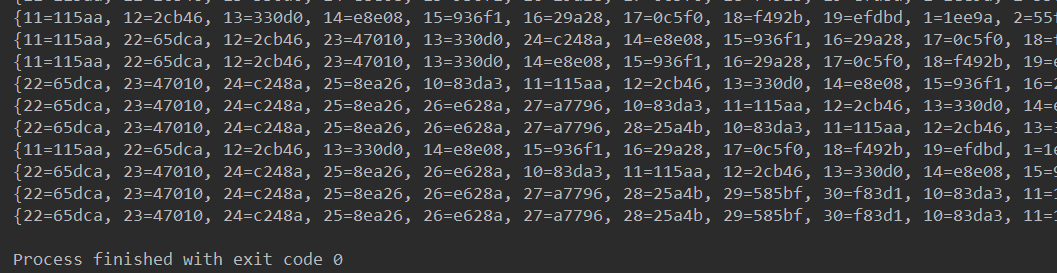 {11=115aa, 12=2cb46, 13=330d0, 14=e8e08, 15=936f1, 16=29a28, 17=0c5f0, 18=f492b, 19=efdbd, 1=1ee9a, 2=55f
{11=115aa, 22=65dca, 12=2cb46, 23=47010, 13=330d0, 24=c248a, 14=e8e08, 15=936f1, 16=29a28, 17=0c5f0, 18=f
{11=115aa, 22=65dca, 12=2cb46, 23=47010, 13=330d0, 14=e8e08, 15=936f1, 16=29a28, 17=0c5f0, 18=f492b, 19=e
{22=65dca, 23=47010, 24=c248a, 25=8ea26, 10=83da3, 11=115aa, 12=2cb46, 13=330d0, 14=e8e08, 15=936f1, 16=2
{22=65dca, 23=47010, 24=c248a, 25=8ea26, 26=e628a, 27=a7796, 10=83da3, 11=115aa, 12=2cb46, 13=330d0, 14=e
{22=65dca, 23=47010, 24=c248a, 25=8ea26, 26=e628a, 27=a7796, 28=25a4b, 10=83da3, 11=115aa, 12=2cb46, 13=3
{11=115aa, 22=65dca, 12=2cb46, 13=330d0, 14=e8e08, 15=936f1, 16=29a28, 17=0c5f0, 18=f492b, 19=efdbd, 1=1e
{22=65dca, 23=47010, 24=c248a, 25=8ea26, 26=e628a, 10=83da3, 11=115aa, 12=2cb46, 13=330d0, 14=e8e08, 15=9
{22=65dca, 23=47010, 24=c248a, 25=8ea26, 26=e628a, 27=a7796, 28=25a4b, 29=585bf, 30=f83d1, 10=83da3, 11=1
{22=65dca, 23=47010, 24=c248a, 25=8ea26, 26=e628a, 27=a7796, 28=25a4b, 29=585bf, 30=f83d1, 10=83da3, 11=1
Process finished with exit code 0